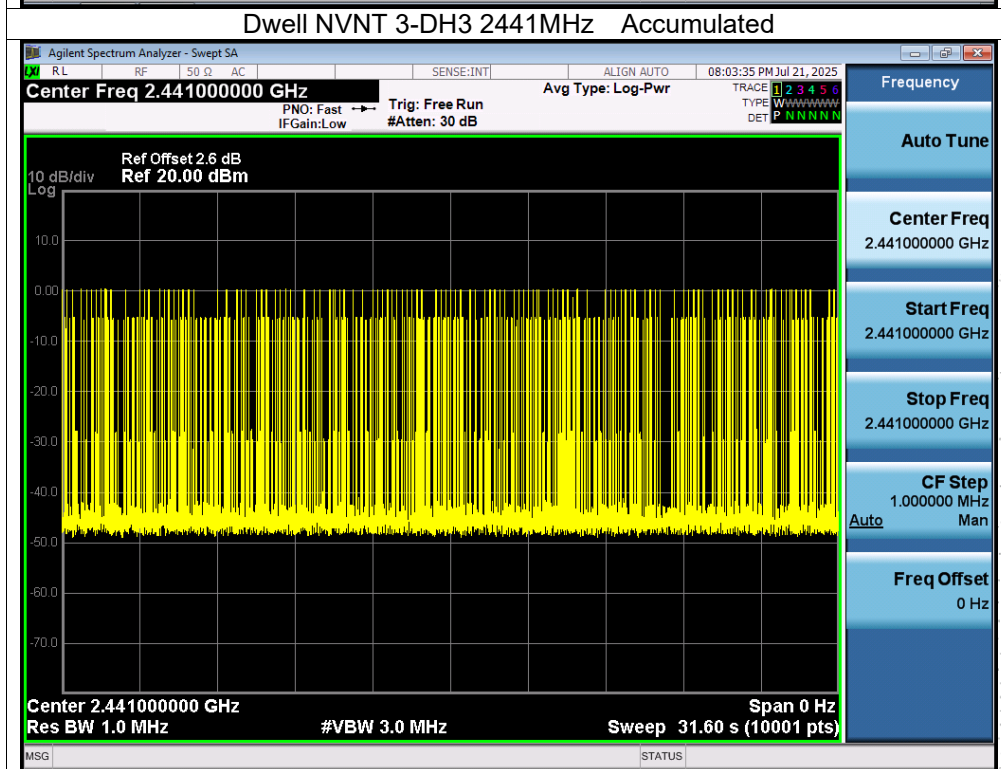 Dwell NVNT 3-DH3 2441MHz Accumulated
Agilent Spectrum Analyzer - Swept SA
LXI RL RF 50 Ω AC SENSE:INT ALIGN AUTO 08:03:35 PM Jul 21, 2025
Center Freq 2.441000000 GHz
PNO: Fast
IFGain:Low
Trig: Free Run
#Atten: 30 dB
Avg Type: Log-Pwr
TRACE 1 2 3 4 5 6
TYPE WWWWWWW
DET P N N N N N
Ref Offset 2.6 dB
10 dB/div Ref 20.00 dBm
Log
10.0
0.00
-10.0
-20.0
-30.0
-40.0
-50.0
-60.0
-70.0
Center 2.441000000 GHz Span 0 Hz
Res BW 1.0 MHz #VBW 3.0 MHz Sweep 31.60 s (10001 pts)
MSG STATUS
Frequency
Auto Tune
Center Freq
2.441000000 GHz
Start Freq
2.441000000 GHz
Stop Freq
2.441000000 GHz
CF Step
1.000000 MHz
Auto Man
Freq Offset
0 Hz